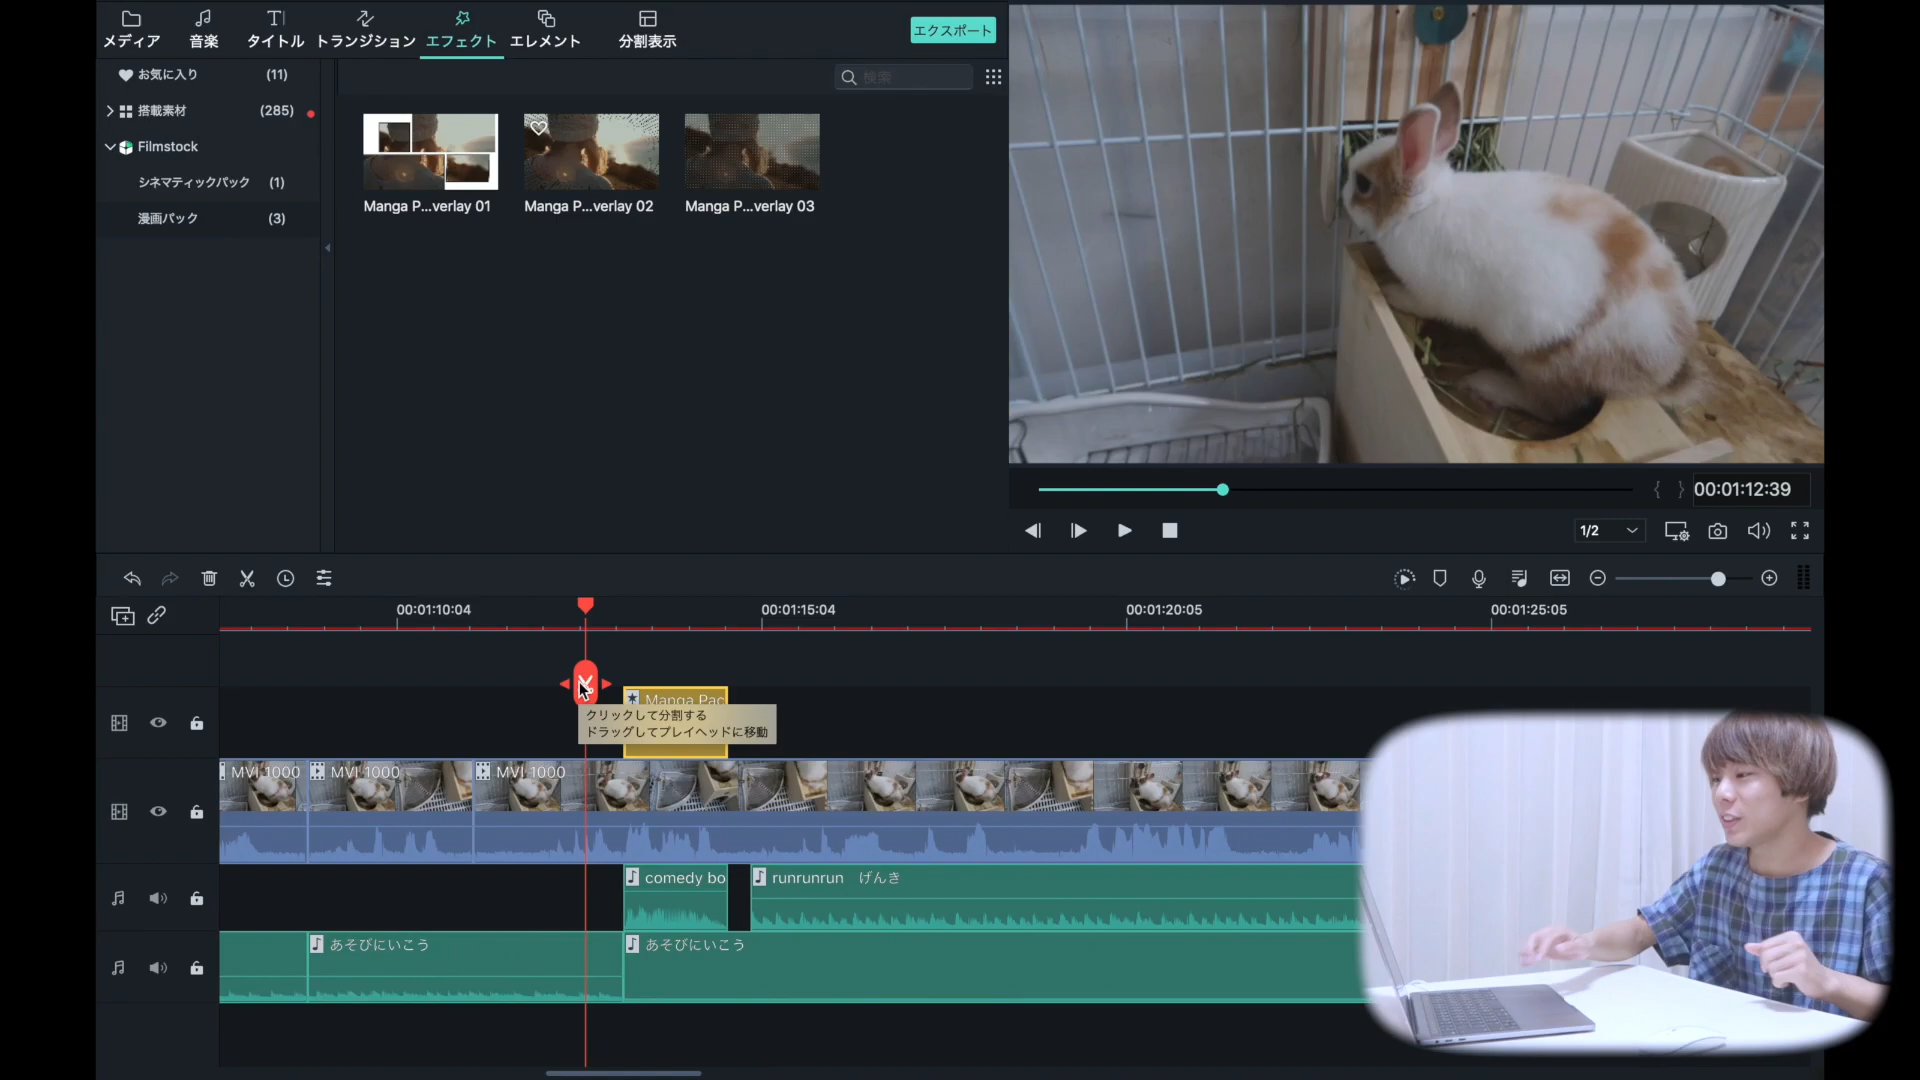 メディア
音楽
タイトル
トランジション
エフェクト
エレメント
分割表示
エクスポート
お気に入り (11)
搭載素材 (285)
Filmstock
シネマティックパック (1)
漫画パック (3)
検索
Manga P...verlay 01
Manga P...verlay 02
Manga P...verlay 03
{ } 00:01:12:39
1/2
00:01:10:04
00:01:15:04
00:01:20:05
00:01:25:05
Manga Pac
クリックして分割する
ドラッグしてプレイヘッドに移動
MVI 1000
MVI 1000
MVI 1000
comedy bo
runrunrun げんき
あそびにいこう
あそびにいこう